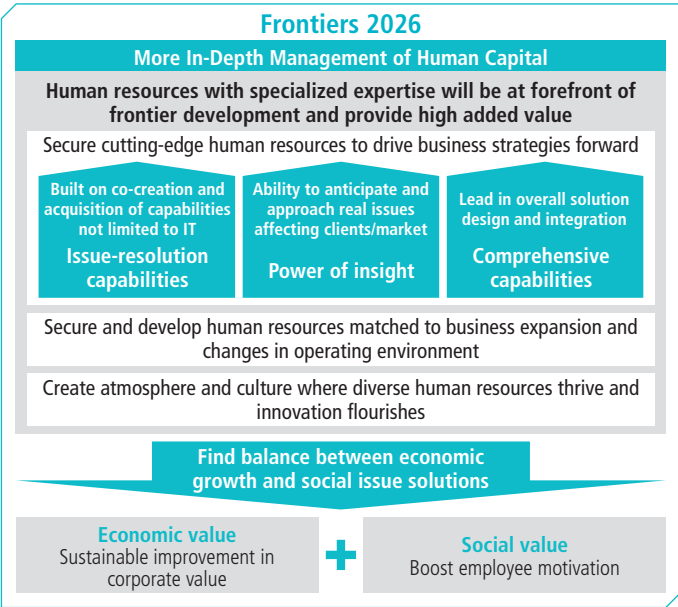 Frontiers 2026
More In-Depth Management of Human Capital
Human resources with specialized expertise will be at forefront of
frontier development and provide high added value
Secure cutting-edge human resources to drive business strategies forward
Built on co-creation and
acquisition of capabilities
not limited to IT
Issue-resolution
capabilities
Ability to anticipate and
approach real issues
affecting clients/market
Power of insight
Lead in overall solution
design and integration
Comprehensive
capabilities
Secure and develop human resources matched to business expansion and
changes in operating environment
Create atmosphere and culture where diverse human resources thrive and
innovation flourishes
Find balance between economic
growth and social issue solutions
Economic value
Sustainable improvement in
corporate value
+
Social value
Boost employee motivation